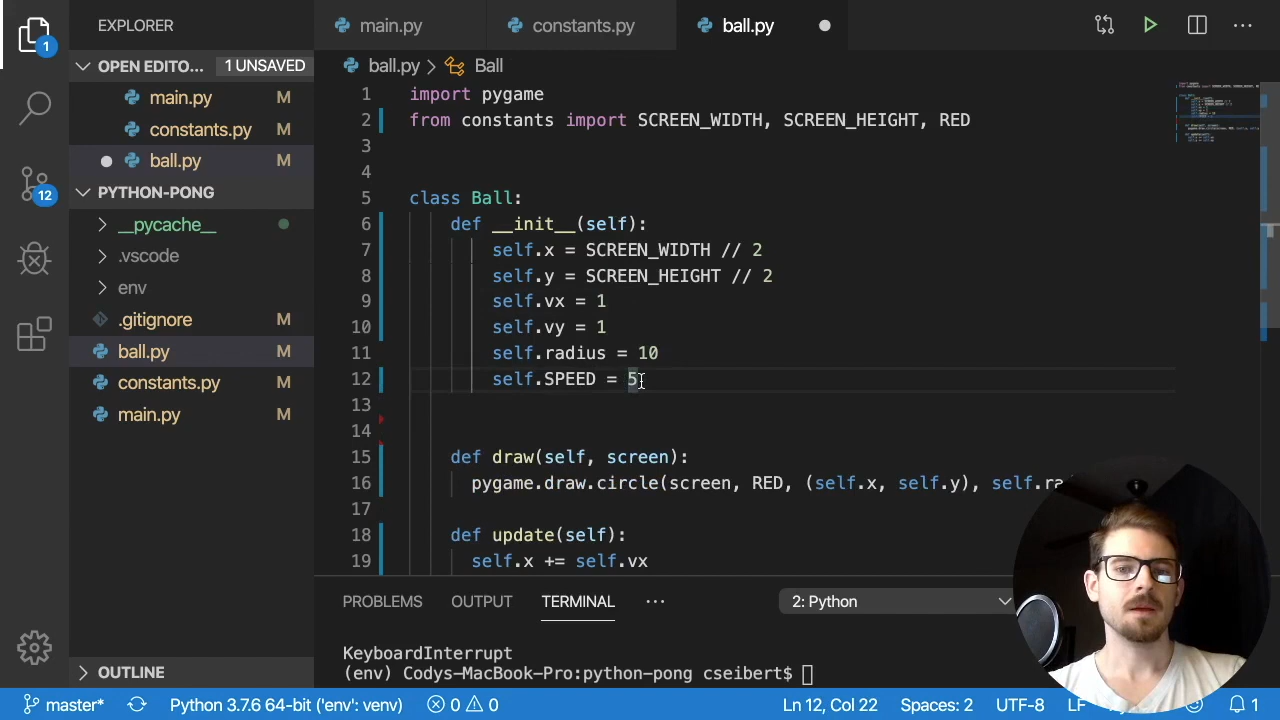 EXPLORER
main.py
constants.py
ball.py
1
OPEN EDITO...
1 UNSAVED
ball.py
Ball
main.py M
constants.py M
ball.py M
12
PYTHON-PONG
__pycache__
.vscode
env
.gitignore M
ball.py M
constants.py M
main.py M
OUTLINE
1 import pygame
2 from constants import SCREEN_WIDTH, SCREEN_HEIGHT, RED
3
4
5 class Ball:
6 def __init__(self):
7 self.x = SCREEN_WIDTH // 2
8 self.y = SCREEN_HEIGHT // 2
9 self.vx = 1
10 self.vy = 1
11 self.radius = 10
12 self.SPEED = 5
13
14
15 def draw(self, screen):
16 pygame.draw.circle(screen, RED, (self.x, self.y), self.ra
17
18 def update(self):
19 self.x += self.vx
PROBLEMS OUTPUT TERMINAL ... 2: Python
KeyboardInterrupt
(env) Codys-MacBook-Pro:python-pong cseibert$
master* Python 3.7.6 64-bit ('env': venv) 0 0 Ln 12, Col 22 Spaces: 2 UTF-8 LF 1